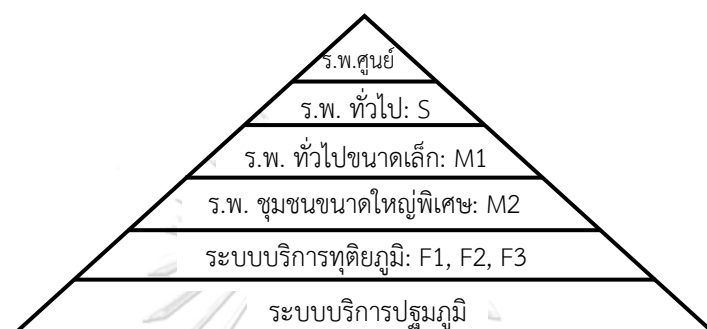 ร.พ.ศูนย์
ร.พ. ทั่วไป: S
ร.พ. ทั่วไปขนาดเล็ก: M1
ร.พ. ชุมชนขนาดใหญ่พิเศษ: M2
ระบบบริการทุติยภูมิ: F1, F2, F3
ระบบบริการปฐมภูมิ